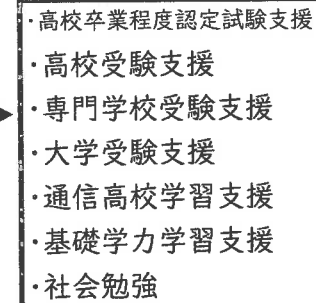 ・高校卒業程度認定試験支援
・高校受験支援
・専門学校受験支援
・大学受験支援
・通信高校学習支援
・基礎学力学習支援
・社会勉強